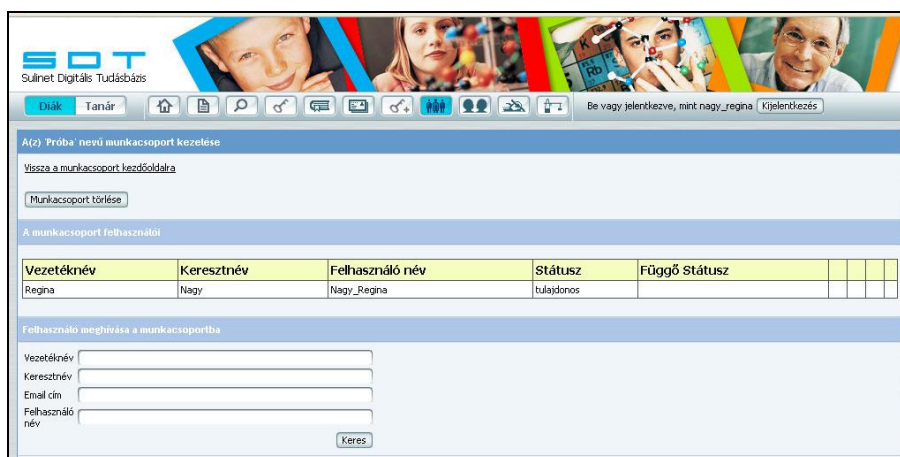 SDT
Sulinet Digitális Tudásbázis
K
Rb
Diák Tanár Be vagy jelentkezve, mint nagy_regina Kijelentkezés
A(z) 'Próba' nevű munkacsoport kezelése
Vissza a munkacsoport kezdőoldalra
Munkacsoport törlése
A munkacsoport felhasználói
Vezetéknév Keresztnév Felhasználó név Státusz Függő Státusz
Regina Nagy Nagy_Regina tulajdonos
Felhasználó meghívása a munkacsoportba
Vezetéknév
Keresztnév
Email cím
Felhasználó
név
Keres